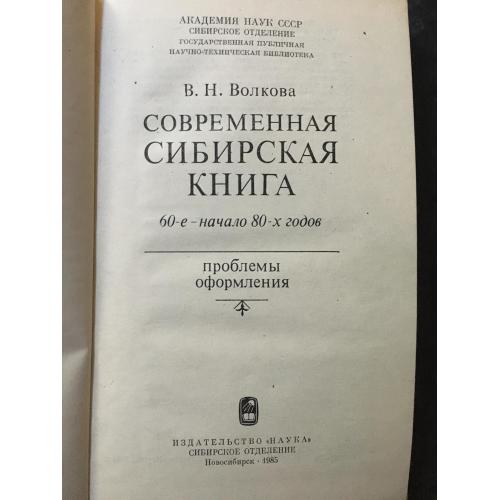 АКАДЕМИЯ НАУК СССР
СИБИРСКОЕ ОТДЕЛЕНИЕ
ГОСУДАРСТВЕННАЯ ПУБЛИЧНАЯ
НАУЧНО-ТЕХНИЧЕСКАЯ БИБЛИОТЕКА
В. Н. Волкова
СОВРЕМЕННАЯ
СИБИРСКАЯ
КНИГА
60-е – начало 80-х годов
проблемы
оформления
ИЗДАТЕЛЬСТВО «НАУКА»
СИБИРСКОЕ ОТДЕЛЕНИЕ
Новосибирск · 1985